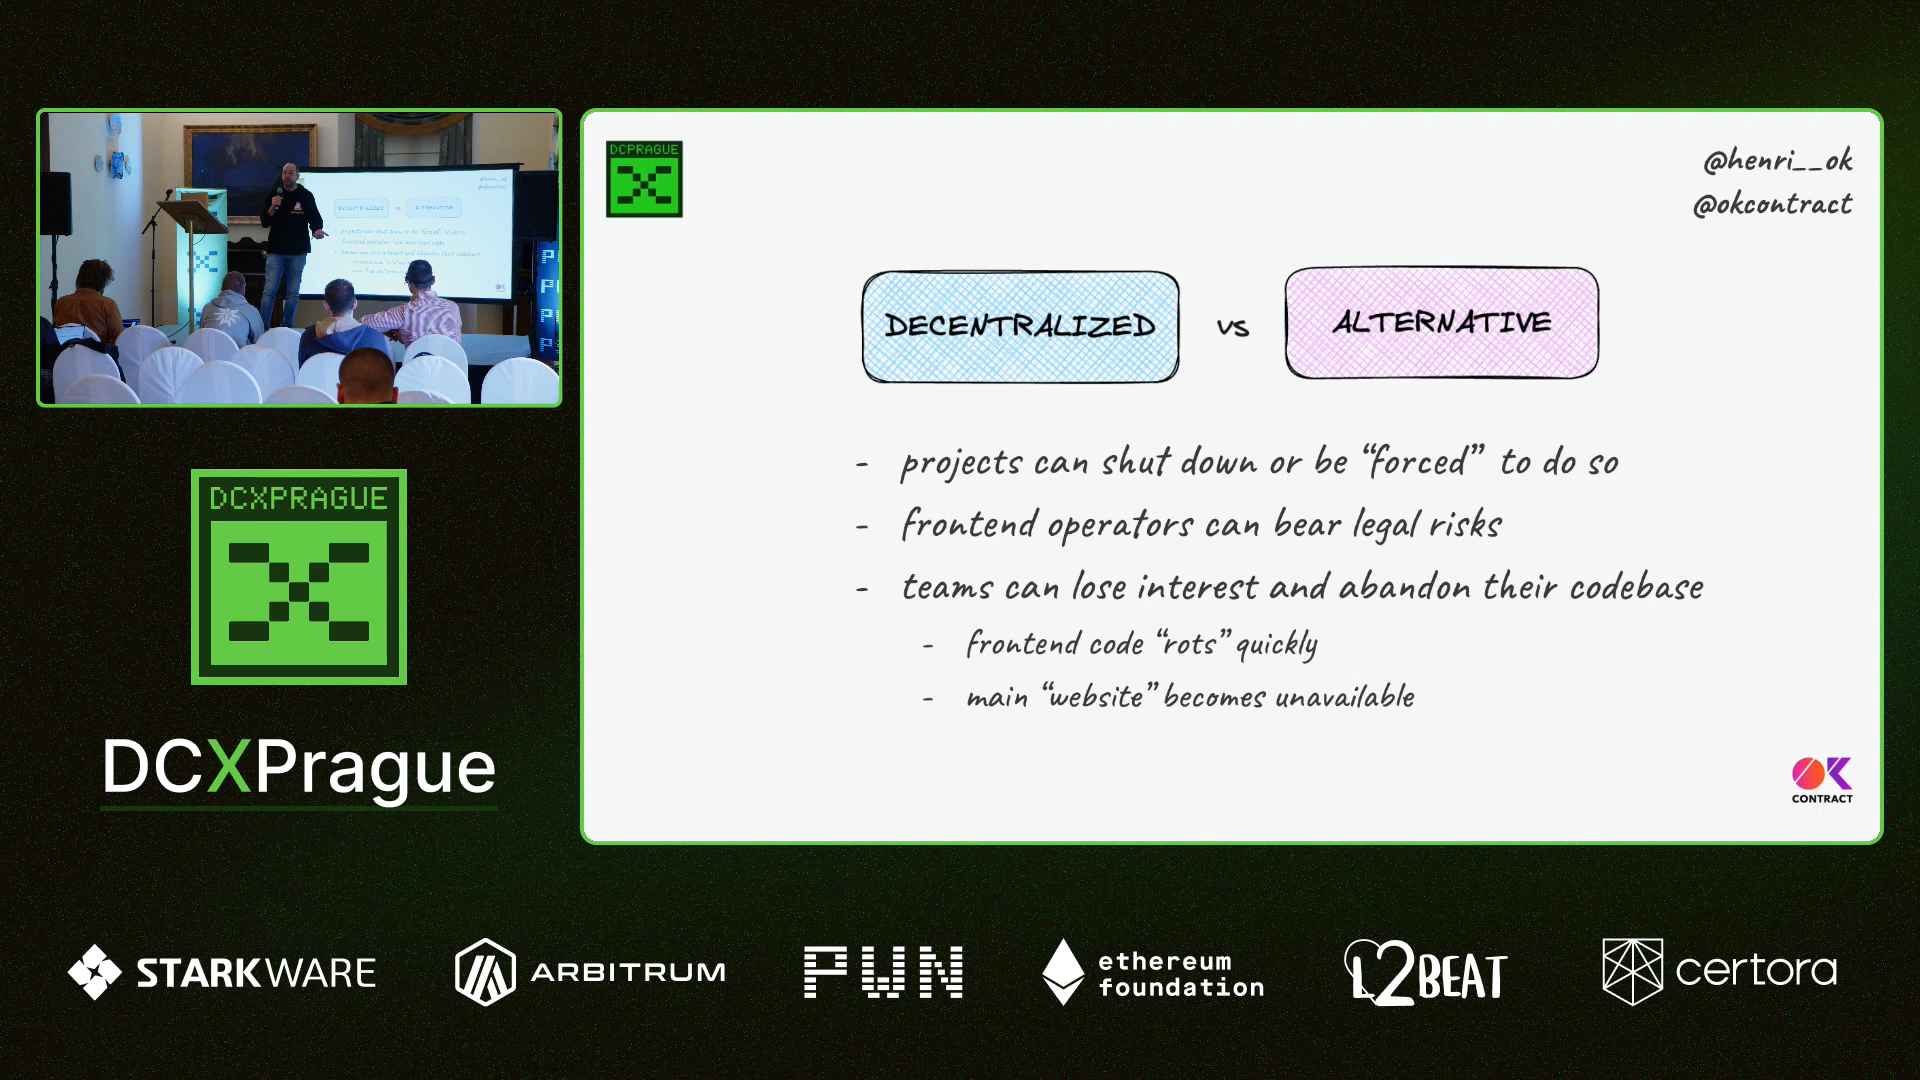 DCPRAGUE
@henri__ok
@okcontract
DECENTRALIZED vs ALTERNATIVE
- projects can shut down or be “forced” to do so
- frontend operators can bear legal risks
- teams can lose interest and abandon their codebase
- frontend code “rots” quickly
- main “website” becomes unavailable
OK
CONTRACT
DCXPRAGUE
DCXPrague
STARKWARE
ARBITRUM
PWN
ethereum
foundation
L2BEAT
certora